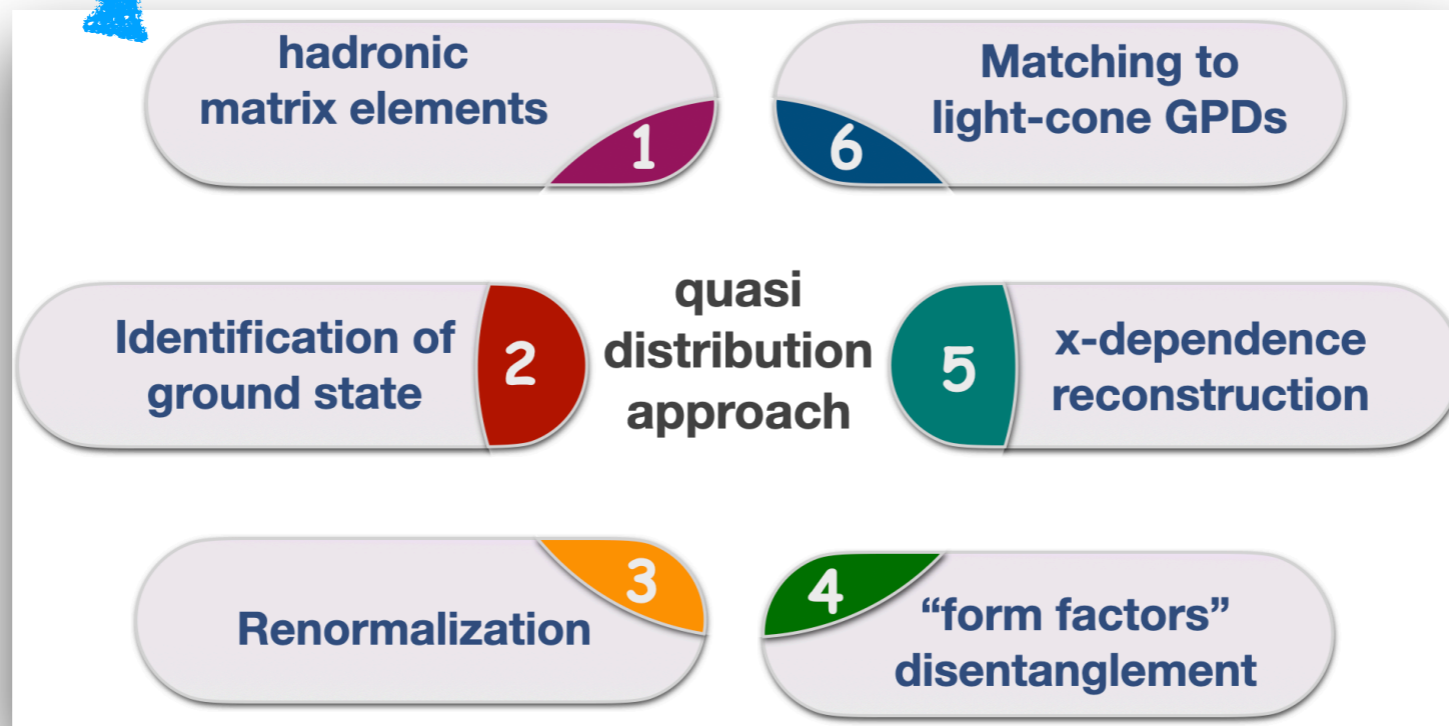 hadronic
matrix elements
1
Identification of
ground state
2
Renormalization
3
quasi
distribution
approach
4
“form factors”
disentanglement
5
x-dependence
reconstruction
6
Matching to
light-cone GPDs